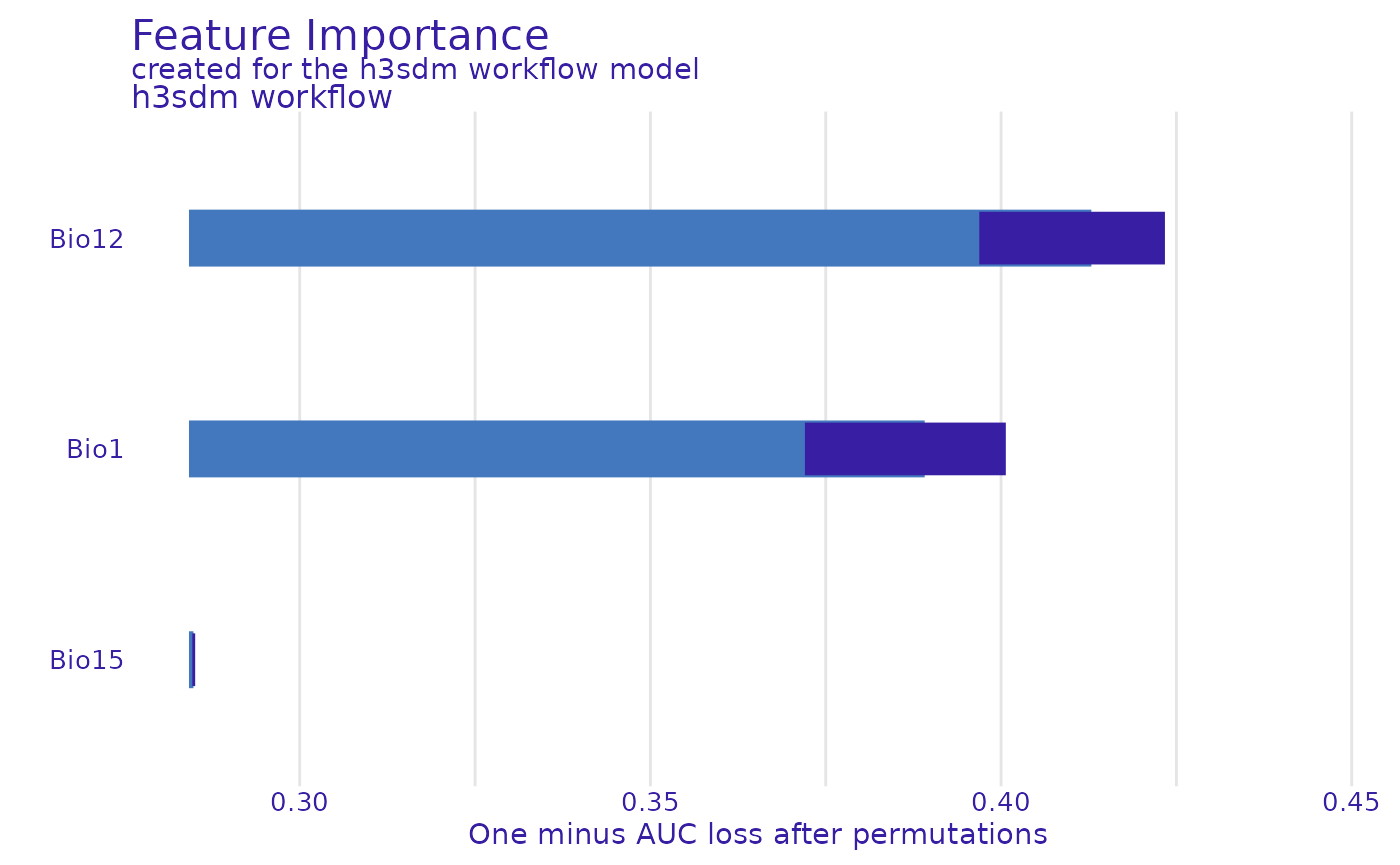 Feature Importance
created for the h3sdm workflow model
h3sdm workflow
Bio12
Bio1
Bio15
0.30 0.35 0.40 0.45
One minus AUC loss after permutations